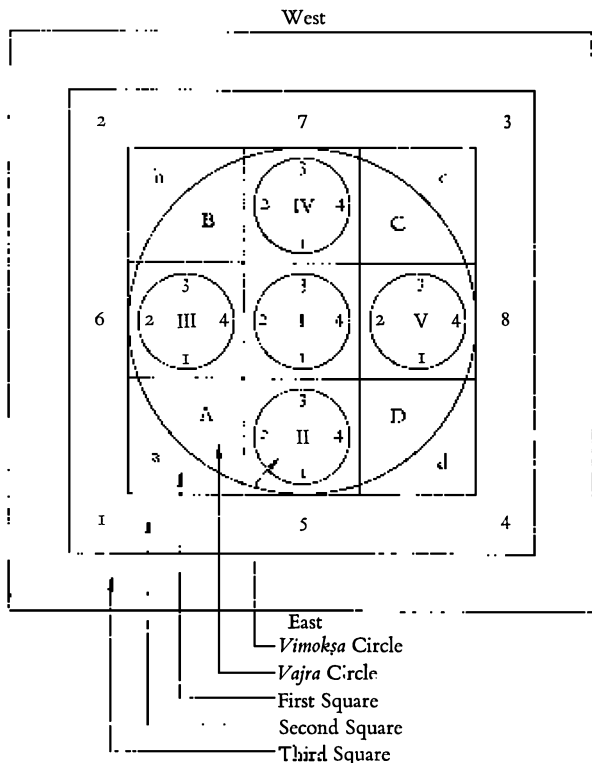 West
2 7 3
b 3 c
B 2 IV 4 C
1
3 3 3
6 2 III 4 2 I 4 2 V 4 8
1 1 1
A 3 D
2 II 4
a 1 d
1 5 4
East
Vimokṣa Circle
Vajra Circle
First Square
Second Square
Third Square